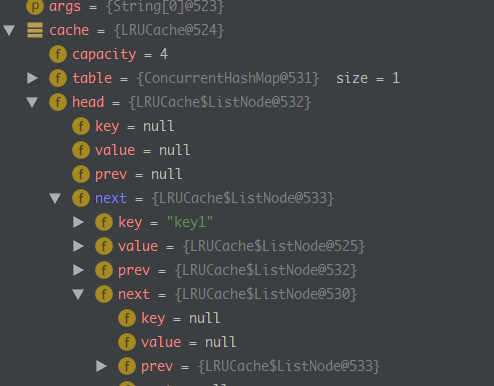 p args = {String[0]@523}
cache = {LRUCache@524}
f capacity = 4
f table = {ConcurrentHashMap@531} size = 1
f head = {LRUCache$ListNode@532}
f key = null
f value = null
f prev = null
f next = {LRUCache$ListNode@533}
f key = "key1"
f value = {LRUCache$ListNode@525}
f prev = {LRUCache$ListNode@532}
f next = {LRUCache$ListNode@530}
f key = null
f value = null
f prev = {LRUCache$ListNode@533}